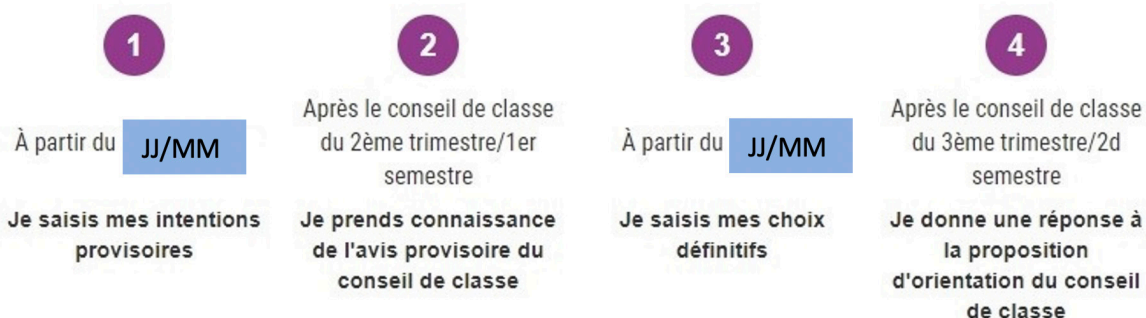 1
À partir du JJ/MM
Je saisis mes intentions
provisoires
2
Après le conseil de classe
du 2ème trimestre/1er
semestre
Je prends connaissance
de l'avis provisoire du
conseil de classe
3
À partir du JJ/MM
Je saisis mes choix
définitifs
4
Après le conseil de classe
du 3ème trimestre/2d
semestre
Je donne une réponse à
la proposition
d'orientation du conseil
de classe